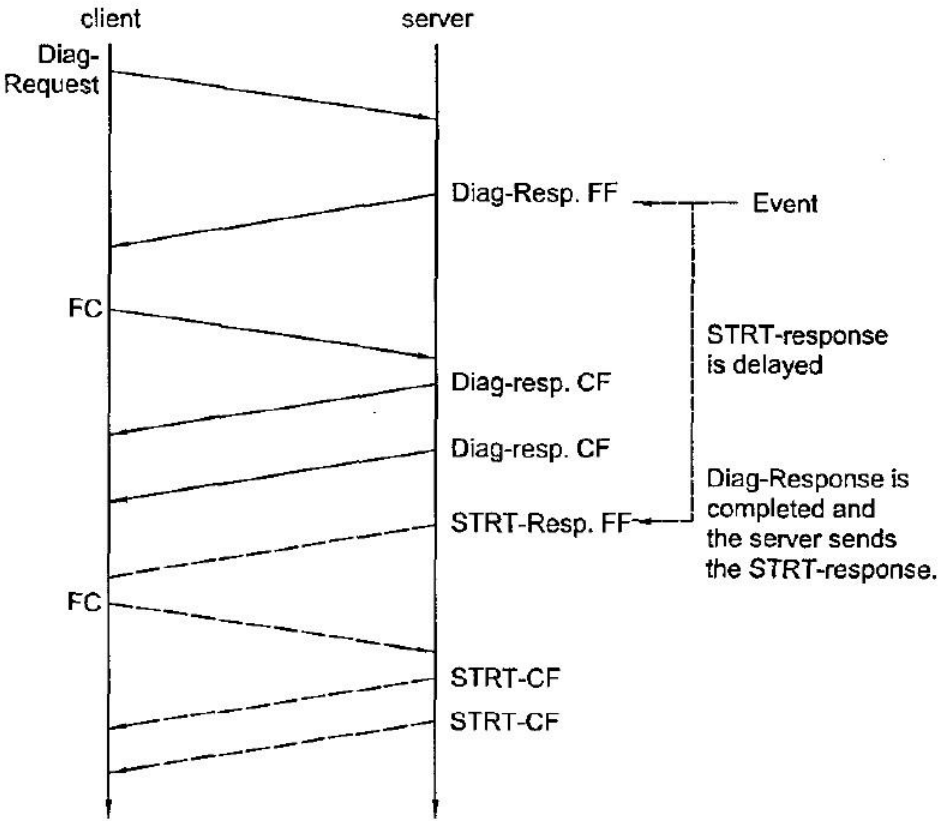 client
server
Diag-
Request
Diag-Resp. FF
Event
FC
STRT-response
is delayed
Diag-resp. CF
Diag-resp. CF
Diag-Response is
completed and
the server sends
the STRT-response.
STRT-Resp. FF
FC
STRT-CF
STRT-CF